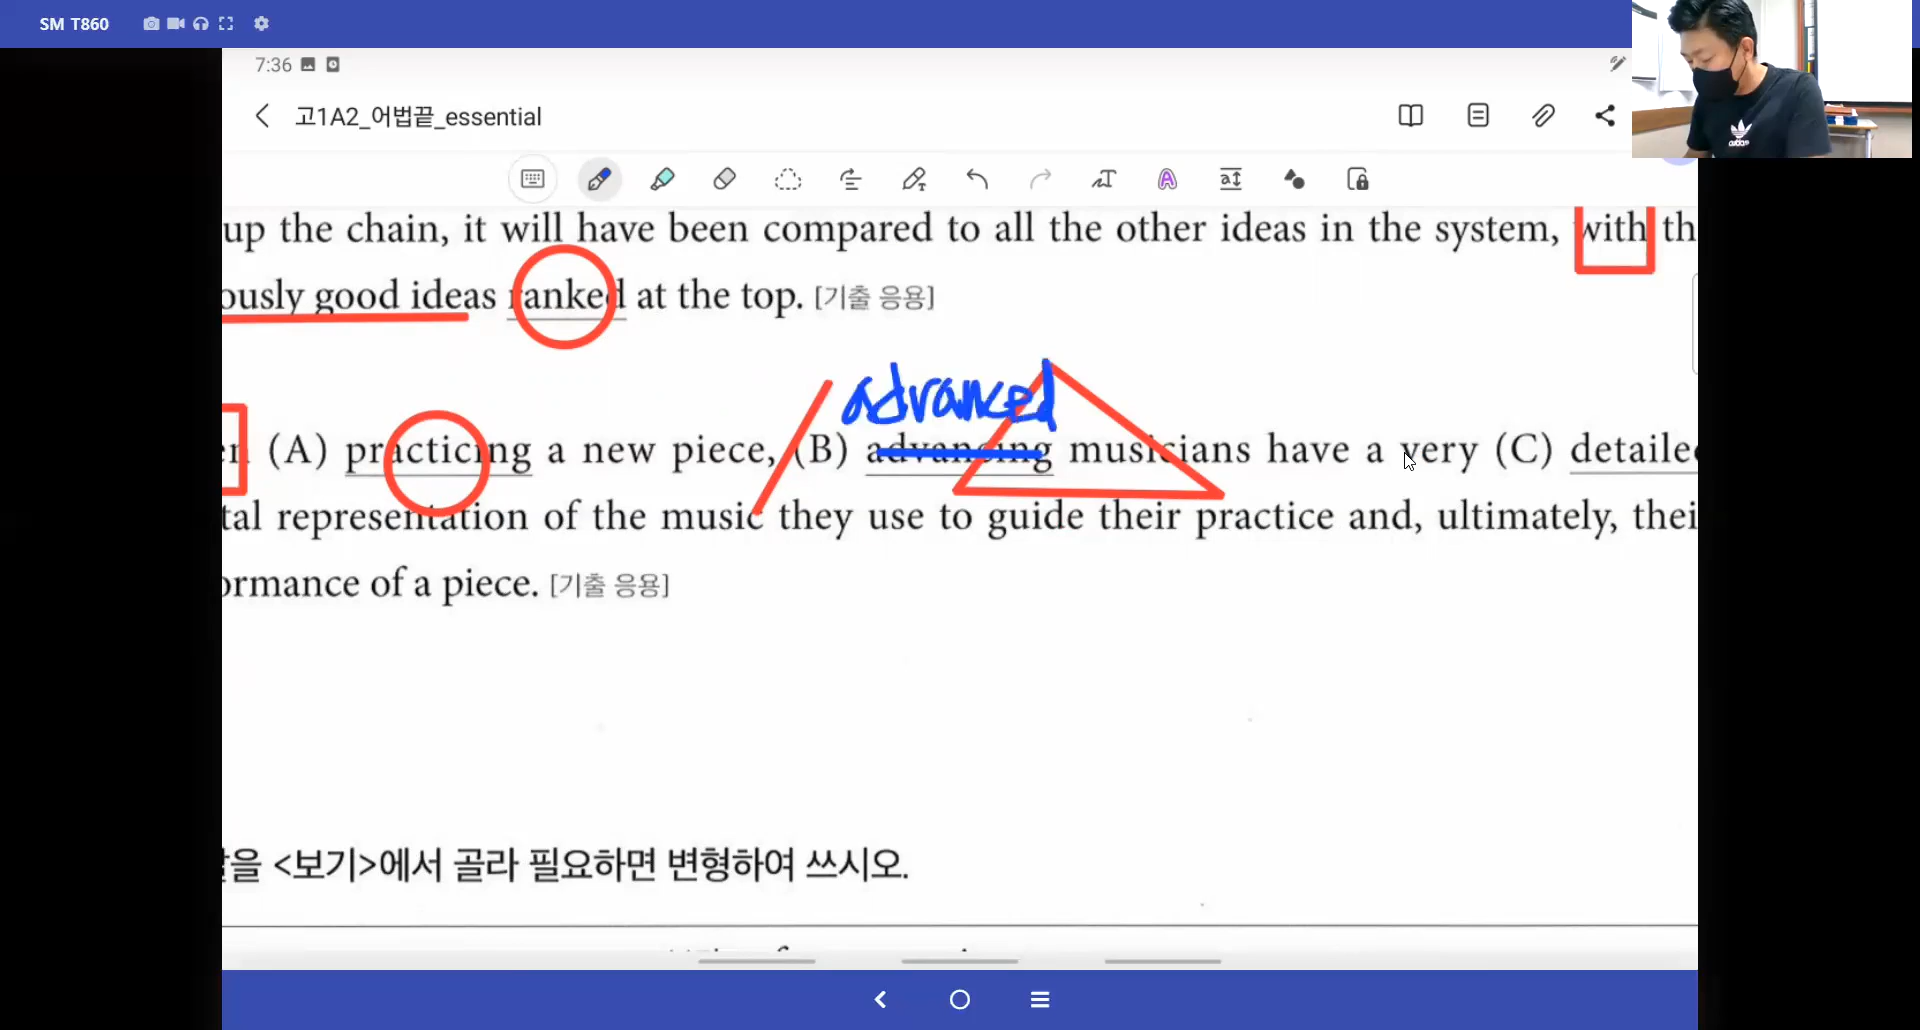 SM T860
7:36
고1A2_어법끝_essential
up the chain, it will have been compared to all the other ideas in the system, with th
ously good ideas ranked at the top. [기출 응용]
advanced
en (A) practicing a new piece, (B) advancing musicians have a very (C) detailed
tal representation of the music they use to guide their practice and, ultimately, thei
ormance of a piece. [기출 응용]
을 <보기>에서 골라 필요하면 변형하여 쓰시오.
adidas